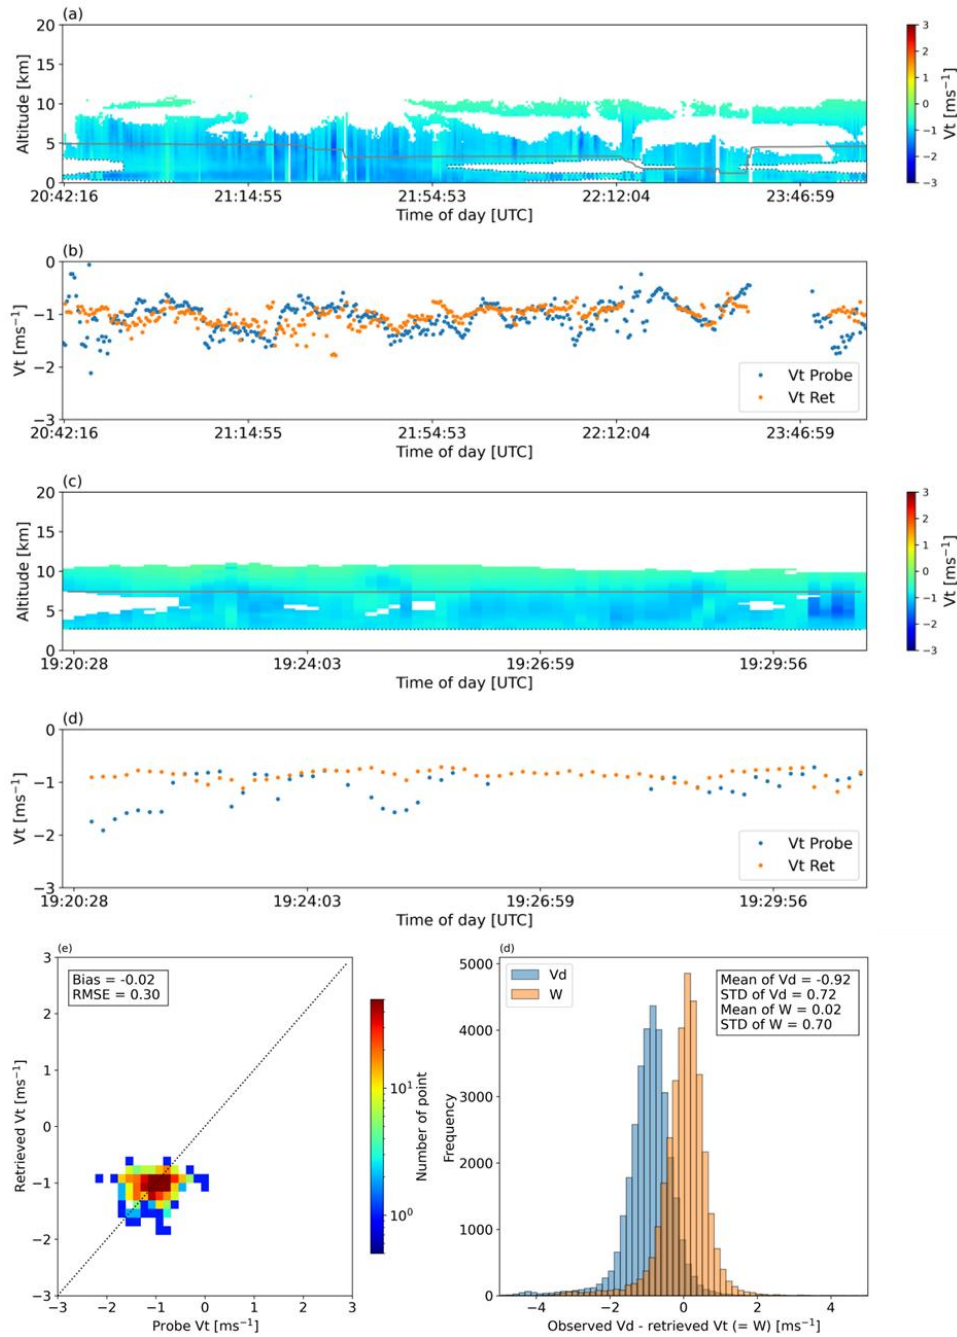 (a)
20
15
10
5
0
Altitude [km]
20:42:16 21:14:55 21:54:53 22:12:04 23:46:59
Time of day [UTC]
3
2
1
0
−1
−2
−3
Vt [ms⁻¹]
(b)
0
−1
−2
−3
Vt [ms⁻¹]
Vt Probe
Vt Ret
20:42:16 21:14:55 21:54:53 22:12:04 23:46:59
Time of day [UTC]
(c)
20
15
10
5
0
Altitude [km]
19:20:28 19:24:03 19:26:59 19:29:56
Time of day [UTC]
3
2
1
0
−1
−2
−3
Vt [ms⁻¹]
(d)
0
−1
−2
−3
Vt [ms⁻¹]
Vt Probe
Vt Ret
19:20:28 19:24:03 19:26:59 19:29:56
Time of day [UTC]
(e)
Bias = -0.02
RMSE = 0.30
3
2
1
0
−1
−2
−3
Retrieved Vt [ms⁻¹]
−3 −2 −1 0 1 2 3
Probe Vt [ms⁻¹]
10¹
10⁰
Number of point
(d)
Vd
W
Mean of Vd = -0.92
STD of Vd = 0.72
Mean of W = 0.02
STD of W = 0.70
5000
4000
3000
2000
1000
0
Frequency
−4 −2 0 2 4
Observed Vd - retrieved Vt (= W) [ms⁻¹]